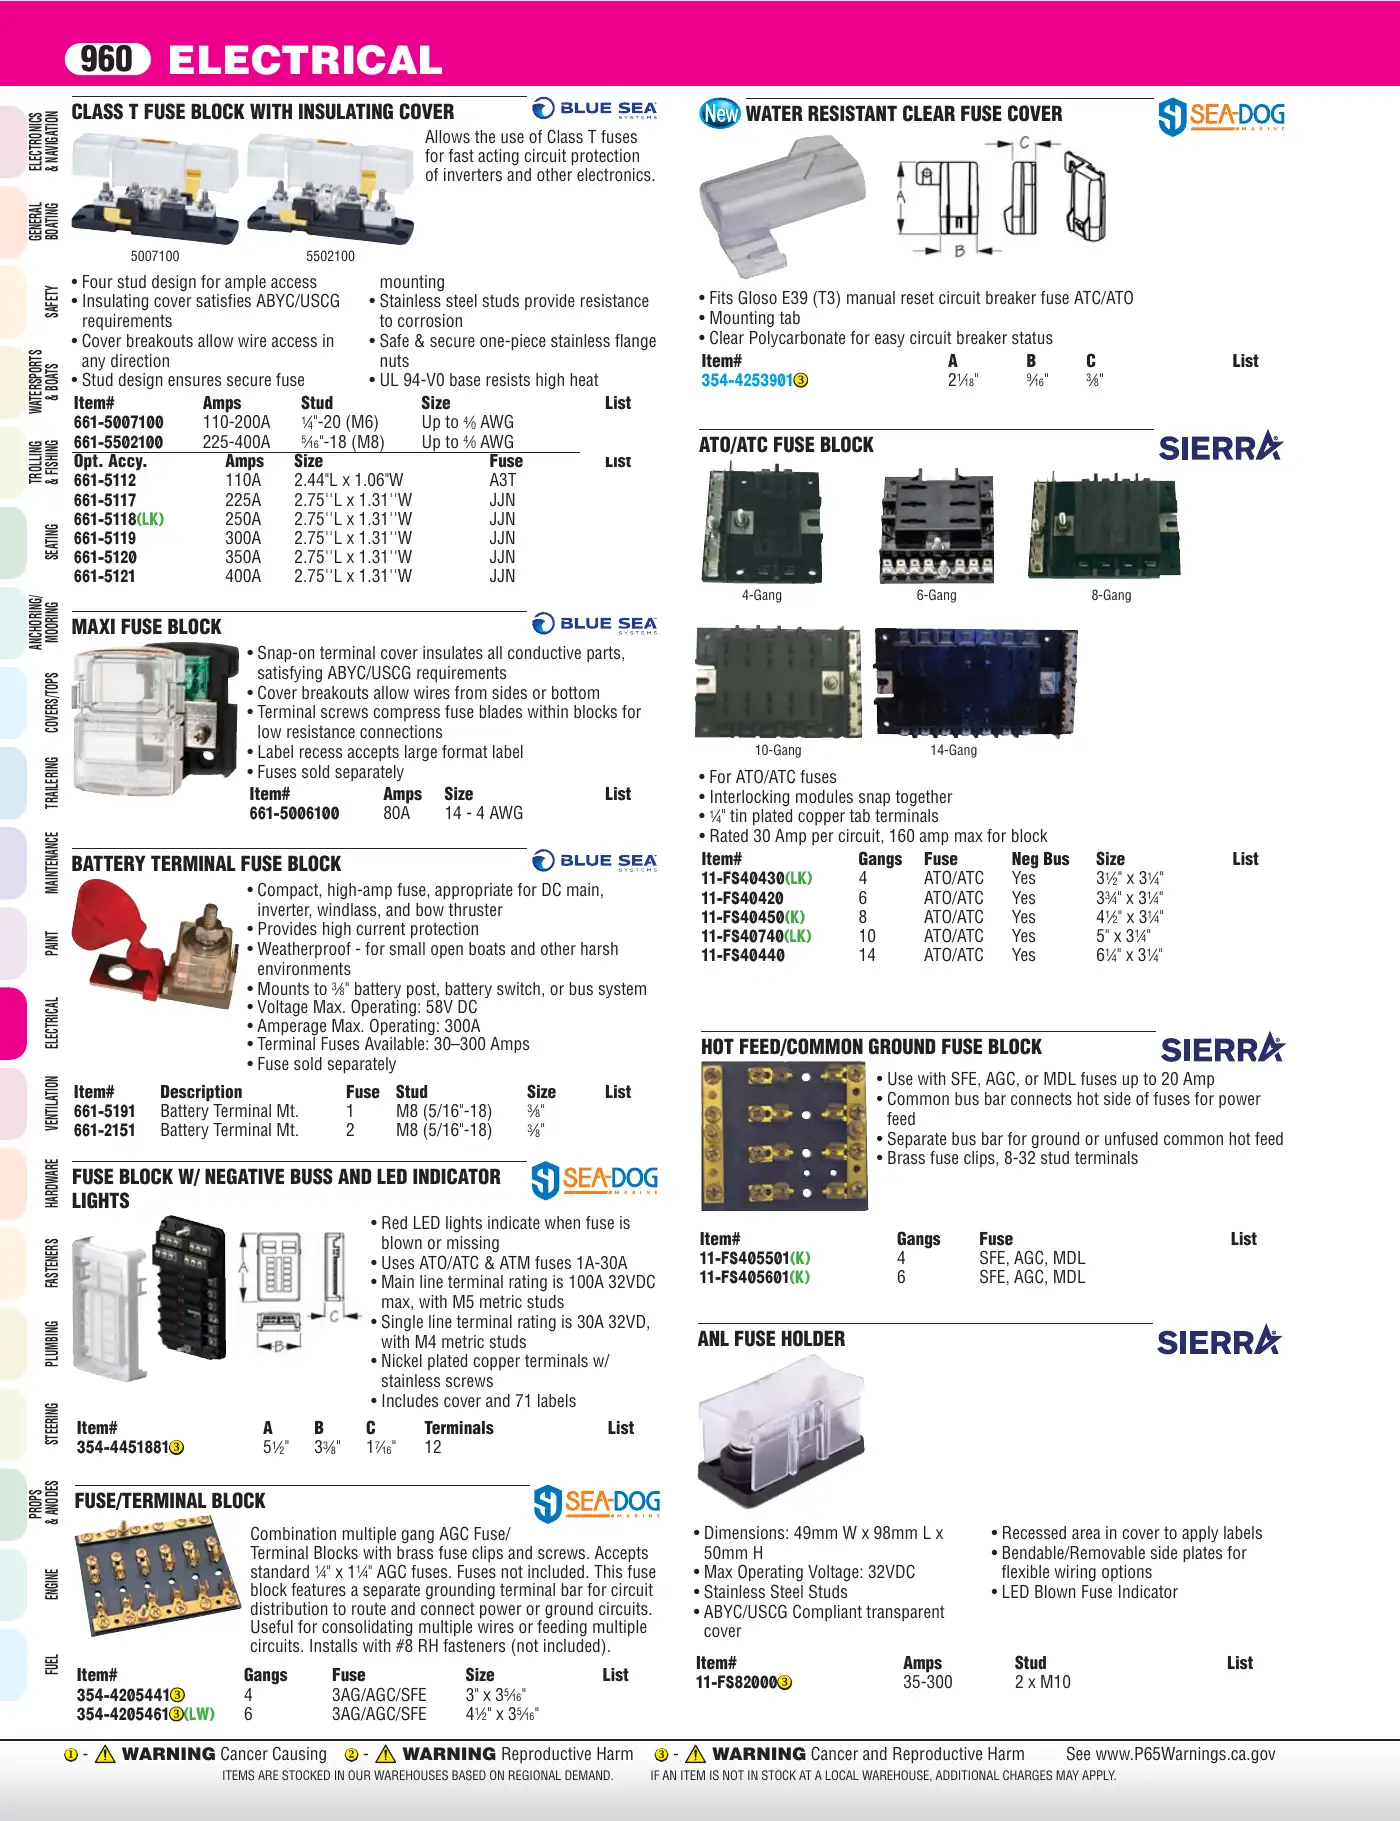 960 ELECTRICAL
ELECTRONICS
& NAVIGATION
GENERAL
BOATING
SAFETY
WATERSPORTS
& BOATS
TROLLING
& FISHING
SEATING
ANCHORING/
MOORING
COVERS/TOPS
TRAILERING
MAINTENANCE
PAINT
ELECTRICAL
VENTILATION
HARDWARE
FASTENERS
PLUMBING
STEERING
PROPS
& ANODES
ENGINE
FUEL
CLASS T FUSE BLOCK WITH INSULATING COVER
BLUE SEA
SYSTEMS
Allows the use of Class T fuses
for fast acting circuit protection
of inverters and other electronics.
5007100 5502100
• Four stud design for ample access
• Insulating cover satisfies ABYC/USCG
requirements
• Cover breakouts allow wire access in
any direction
• Stud design ensures secure fuse
mounting
• Stainless steel studs provide resistance
to corrosion
• Safe & secure one-piece stainless flange
nuts
• UL 94-V0 base resists high heat
Item# Amps Stud Size List
661-5007100 110-200A ¼"-20 (M6) Up to 4/0 AWG
661-5502100 225-400A 5/16"-18 (M8) Up to 4/0 AWG
Opt. Accy. Amps Size Fuse List
661-5112 110A 2.44"L x 1.06"W A3T
661-5117 225A 2.75''L x 1.31''W JJN
661-5118(LK) 250A 2.75''L x 1.31''W JJN
661-5119 300A 2.75''L x 1.31''W JJN
661-5120 350A 2.75''L x 1.31''W JJN
661-5121 400A 2.75''L x 1.31''W JJN
MAXI FUSE BLOCK
BLUE SEA
SYSTEMS
• Snap-on terminal cover insulates all conductive parts,
satisfying ABYC/USCG requirements
• Cover breakouts allow wires from sides or bottom
• Terminal screws compress fuse blades within blocks for
low resistance connections
• Label recess accepts large format label
• Fuses sold separately
Item# Amps Size List
661-5006100 80A 14 - 4 AWG
BATTERY TERMINAL FUSE BLOCK
BLUE SEA
SYSTEMS
• Compact, high-amp fuse, appropriate for DC main,
inverter, windlass, and bow thruster
• Provides high current protection
• Weatherproof - for small open boats and other harsh
environments
• Mounts to ⅜" battery post, battery switch, or bus system
• Voltage Max. Operating: 58V DC
• Amperage Max. Operating: 300A
• Terminal Fuses Available: 30–300 Amps
• Fuse sold separately
Item# Description Fuse Stud Size List
661-5191 Battery Terminal Mt. 1 M8 (5/16"-18) ⅜"
661-2151 Battery Terminal Mt. 2 M8 (5/16"-18) ⅜"
FUSE BLOCK W/ NEGATIVE BUSS AND LED INDICATOR
LIGHTS
SEA-DOG
MARINE
A
B
C
• Red LED lights indicate when fuse is
blown or missing
• Uses ATO/ATC & ATM fuses 1A-30A
• Main line terminal rating is 100A 32VDC
max, with M5 metric studs
• Single line terminal rating is 30A 32VD,
with M4 metric studs
• Nickel plated copper terminals w/
stainless screws
• Includes cover and 71 labels
Item# A B C Terminals List
354-4451881 3 5½" 3⅜" 17/16" 12
FUSE/TERMINAL BLOCK
SEA-DOG
MARINE
Combination multiple gang AGC Fuse/
Terminal Blocks with brass fuse clips and screws. Accepts
standard ¼" x 1¼" AGC fuses. Fuses not included. This fuse
block features a separate grounding terminal bar for circuit
distribution to route and connect power or ground circuits.
Useful for consolidating multiple wires or feeding multiple
circuits. Installs with #8 RH fasteners (not included).
Item# Gangs Fuse Size List
354-4205441 3 4 3AG/AGC/SFE 3" x 35/16"
354-4205461 3 (LW) 6 3AG/AGC/SFE 4½" x 35/16"
New WATER RESISTANT CLEAR FUSE COVER
SEA-DOG
MARINE
A
B
C
• Fits Gloso E39 (T3) manual reset circuit breaker fuse ATC/ATO
• Mounting tab
• Clear Polycarbonate for easy circuit breaker status
Item# A B C List
354-4253901 3 21/18" 9/16" ⅜"
ATO/ATC FUSE BLOCK
SIERRA
4-Gang 6-Gang 8-Gang
10-Gang 14-Gang
• For ATO/ATC fuses
• Interlocking modules snap together
• ¼" tin plated copper tab terminals
• Rated 30 Amp per circuit, 160 amp max for block
Item# Gangs Fuse Neg Bus Size List
11-FS40430(LK) 4 ATO/ATC Yes 3½" x 3¼"
11-FS40420 6 ATO/ATC Yes 3¾" x 3¼"
11-FS40450(K) 8 ATO/ATC Yes 4½" x 3¼"
11-FS40740(LK) 10 ATO/ATC Yes 5" x 3¼"
11-FS40440 14 ATO/ATC Yes 6¼" x 3¼"
HOT FEED/COMMON GROUND FUSE BLOCK
SIERRA
• Use with SFE, AGC, or MDL fuses up to 20 Amp
• Common bus bar connects hot side of fuses for power
feed
• Separate bus bar for ground or unfused common hot feed
• Brass fuse clips, 8-32 stud terminals
Item# Gangs Fuse List
11-FS405501(K) 4 SFE, AGC, MDL
11-FS405601(K) 6 SFE, AGC, MDL
ANL FUSE HOLDER
SIERRA
• Dimensions: 49mm W x 98mm L x
50mm H
• Max Operating Voltage: 32VDC
• Stainless Steel Studs
• ABYC/USCG Compliant transparent
cover
• Recessed area in cover to apply labels
• Bendable/Removable side plates for
flexible wiring options
• LED Blown Fuse Indicator
Item# Amps Stud List
11-FS82000 3 35-300 2 x M10
1 - WARNING Cancer Causing 2 - WARNING Reproductive Harm 3 - WARNING Cancer and Reproductive Harm See www.P65Warnings.ca.gov
ITEMS ARE STOCKED IN OUR WAREHOUSES BASED ON REGIONAL DEMAND. IF AN ITEM IS NOT IN STOCK AT A LOCAL WAREHOUSE, ADDITIONAL CHARGES MAY APPLY.